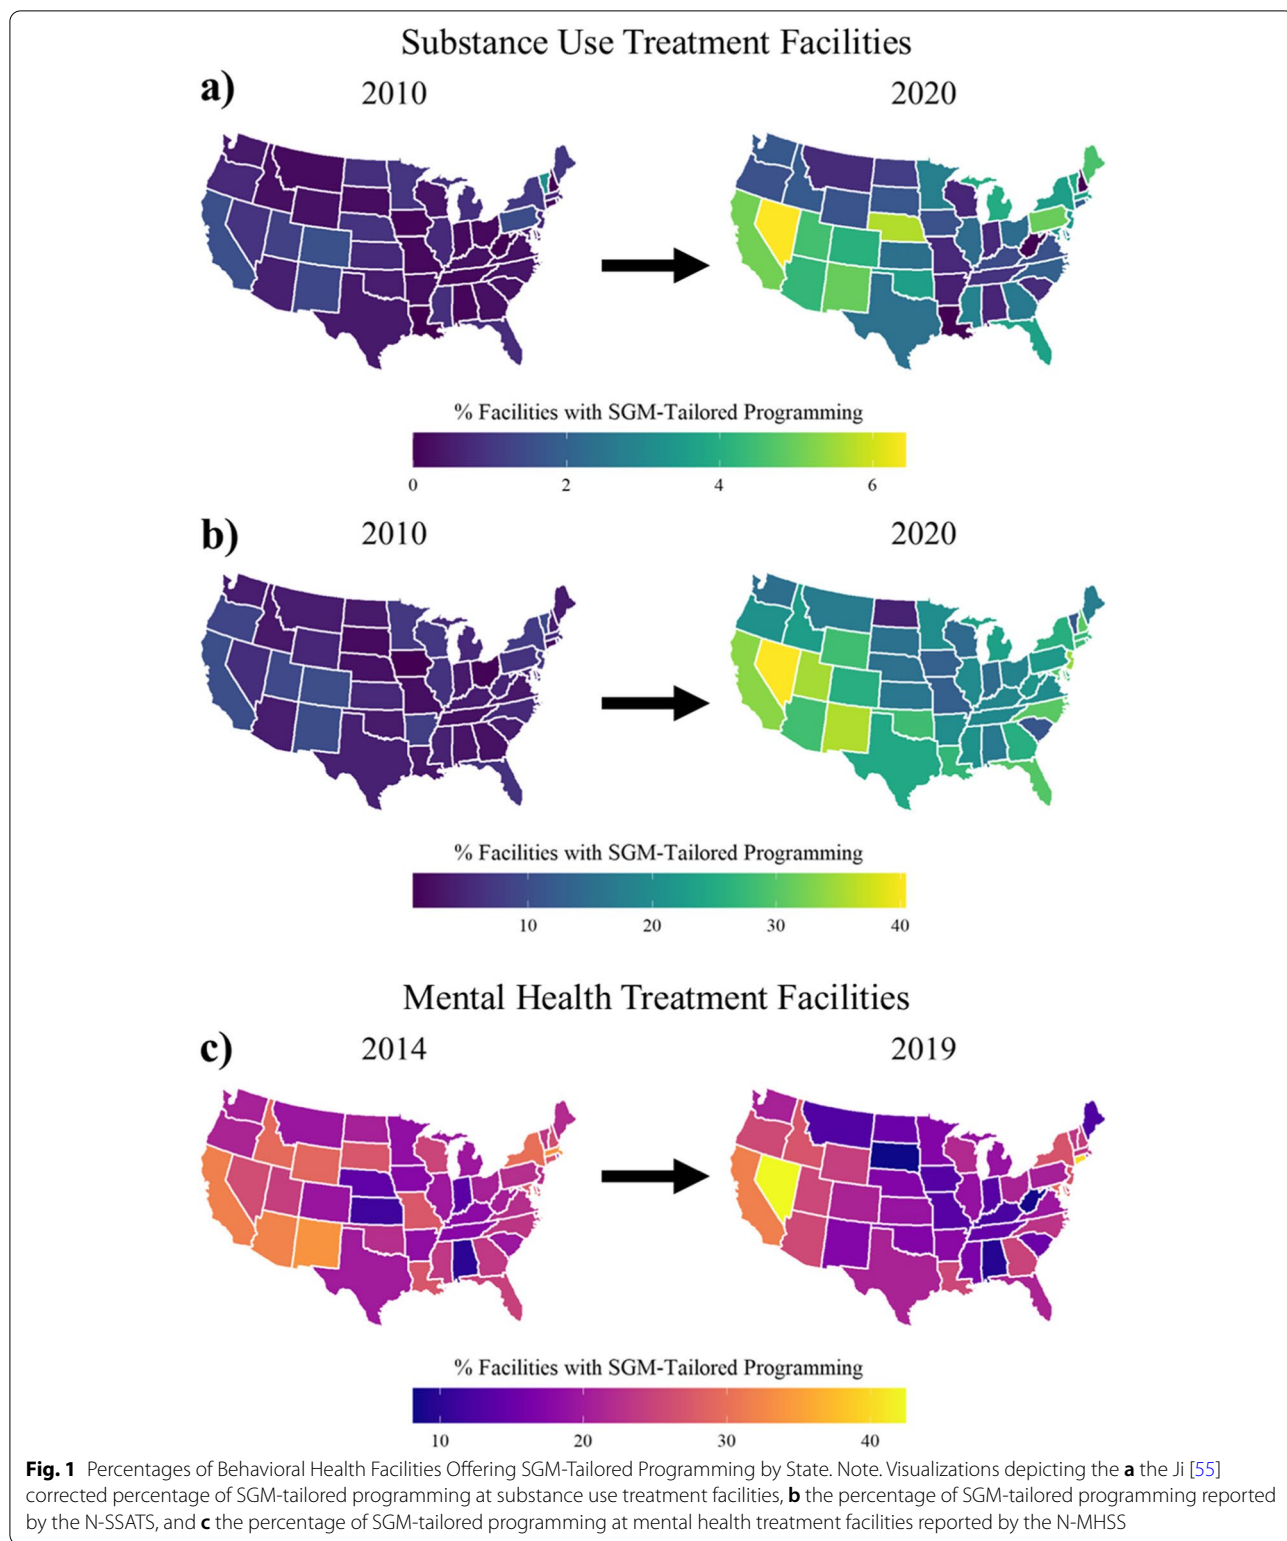 Substance Use Treatment Facilities
a) 2010 2020
% Facilities with SGM-Tailored Programming
0 2 4 6
b) 2010 2020
% Facilities with SGM-Tailored Programming
10 20 30 40
Mental Health Treatment Facilities
c) 2014 2019
% Facilities with SGM-Tailored Programming
10 20 30 40
Fig. 1 Percentages of Behavioral Health Facilities Offering SGM-Tailored Programming by State. Note. Visualizations depicting the a the Ji [55]
corrected percentage of SGM-tailored programming at substance use treatment facilities, b the percentage of SGM-tailored programming reported
by the N-SSATS, and c the percentage of SGM-tailored programming at mental health treatment facilities reported by the N-MHSS